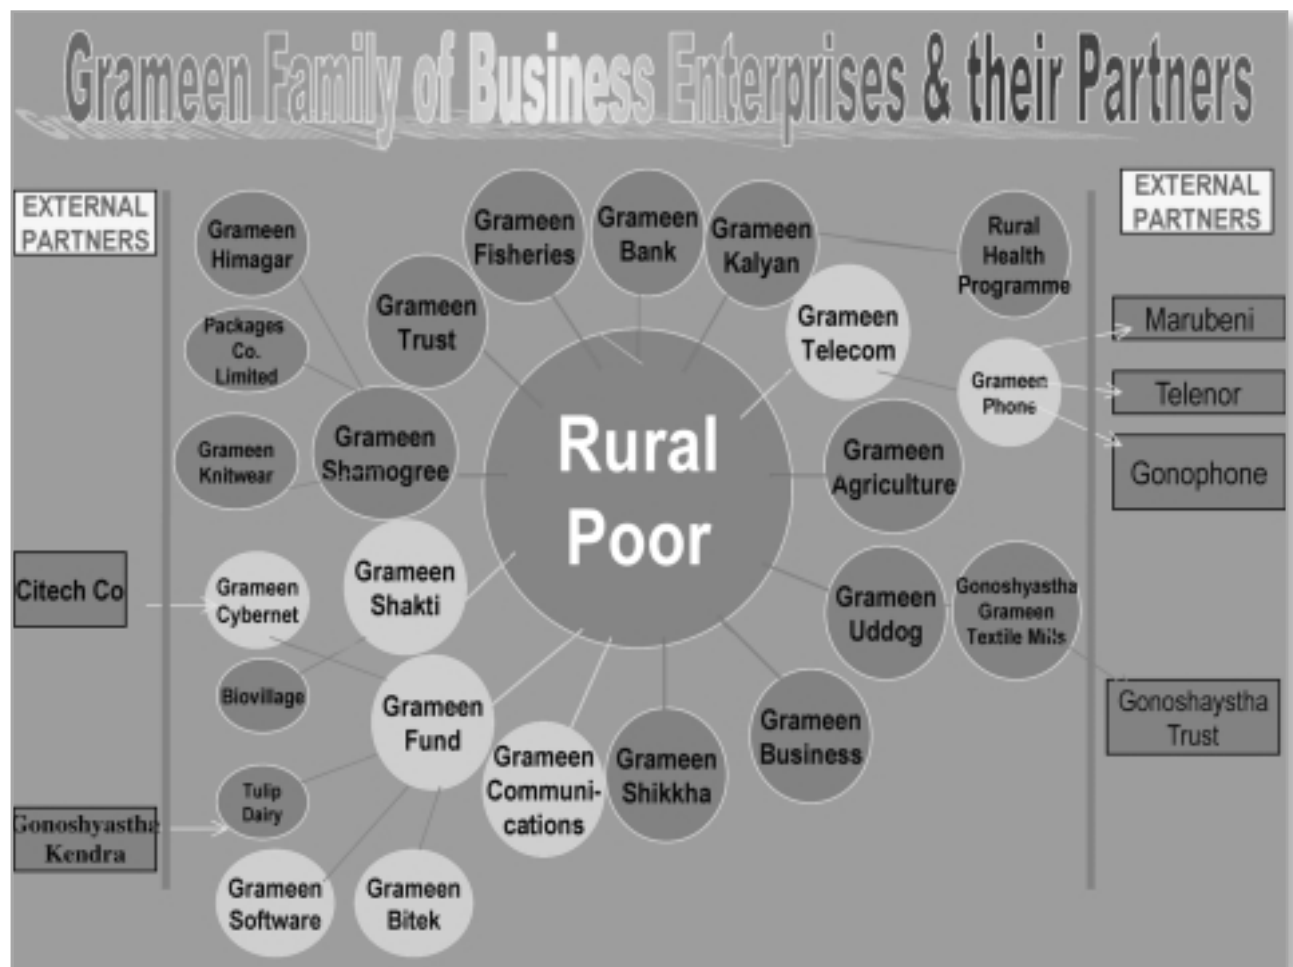 Grameen Family of Business Enterprises & their Partners
EXTERNAL
PARTNERS
EXTERNAL
PARTNERS
Grameen
Himagar
Grameen
Fisheries
Grameen
Bank
Grameen
Kalyan
Rural
Health
Programme
Packages
Co.
Limited
Grameen
Trust
Grameen
Telecom
Marubeni
Grameen
Phone
Telenor
Grameen
Knitwear
Grameen
Shamogree
Rural
Poor
Grameen
Agriculture
Gonophone
Citech Co
Grameen
Cybernet
Grameen
Shakti
Grameen
Uddog
Gonoshyastha
Grameen
Textile Mills
Biovillage
Grameen
Fund
Grameen
Communi-
cations
Grameen
Shikkha
Grameen
Business
Gonoshaystha
Trust
Tulip
Dairy
Gonoshyastha
Kendra
Grameen
Software
Grameen
Bitek